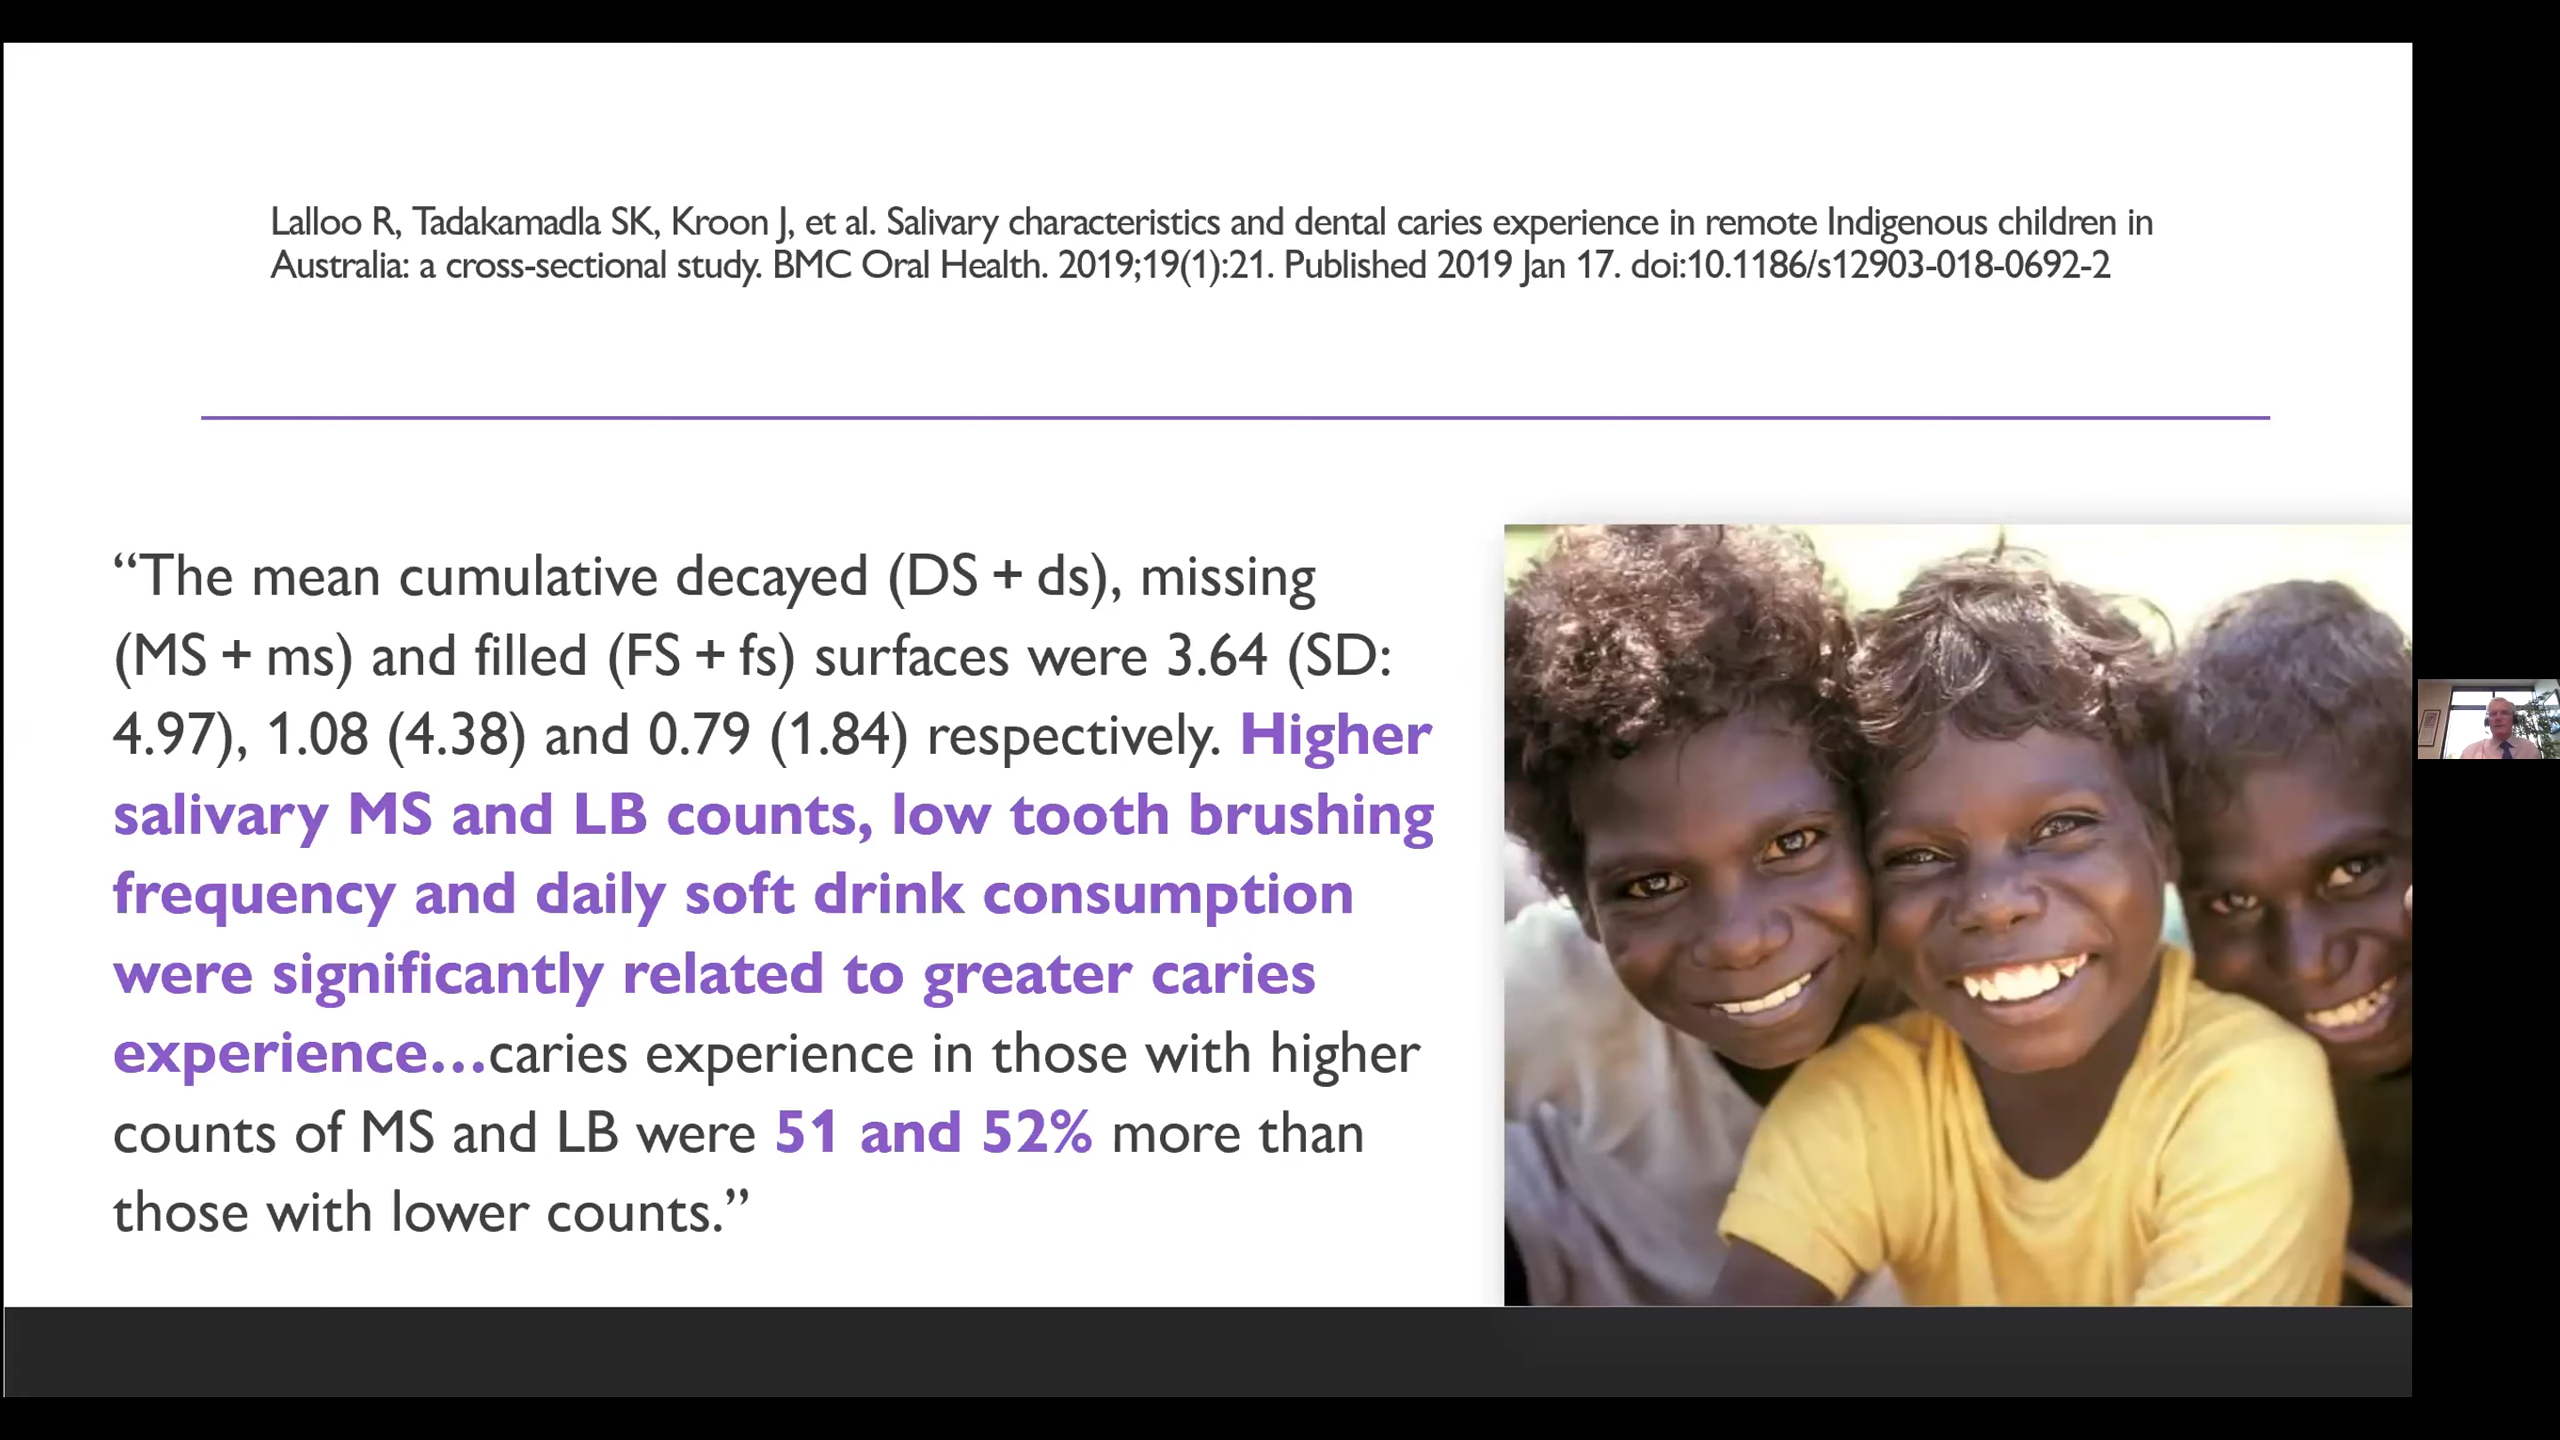 Lalloo R, Tadakamadla SK, Kroon J, et al. Salivary characteristics and dental caries experience in remote Indigenous children in
Australia: a cross-sectional study. BMC Oral Health. 2019;19(1):21. Published 2019 Jan 17. doi:10.1186/s12903-018-0692-2
“The mean cumulative decayed (DS + ds), missing
(MS + ms) and filled (FS + fs) surfaces were 3.64 (SD:
4.97), 1.08 (4.38) and 0.79 (1.84) respectively. Higher
salivary MS and LB counts, low tooth brushing
frequency and daily soft drink consumption
were significantly related to greater caries
experience…caries experience in those with higher
counts of MS and LB were 51 and 52% more than
those with lower counts.”